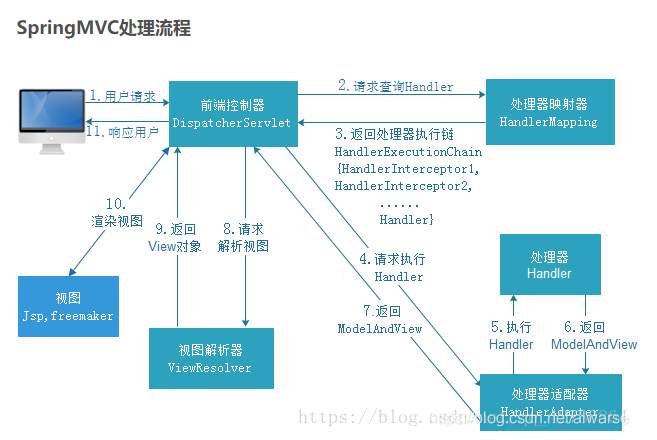 SpringMVC处理流程
1.用户请求
11.响应用户
前端控制器
DispatcherServlet
2.请求查询Handler
处理器映射器
HandlerMapping
3.返回处理器执行链
HandlerExecutionChain
{HandlerInterceptor1,
HandlerInterceptor2,
......
Handler}
10.
渲染视图
9.返回
View对象
8.请求
解析视图
4.请求执行
Handler
处理器
Handler
视图
Jsp,freemaker
7.返回
ModelAndView
5.执行
Handler
6.返回
ModelAndView
视图解析器
ViewResolver
处理器适配器
HandlerAdapter